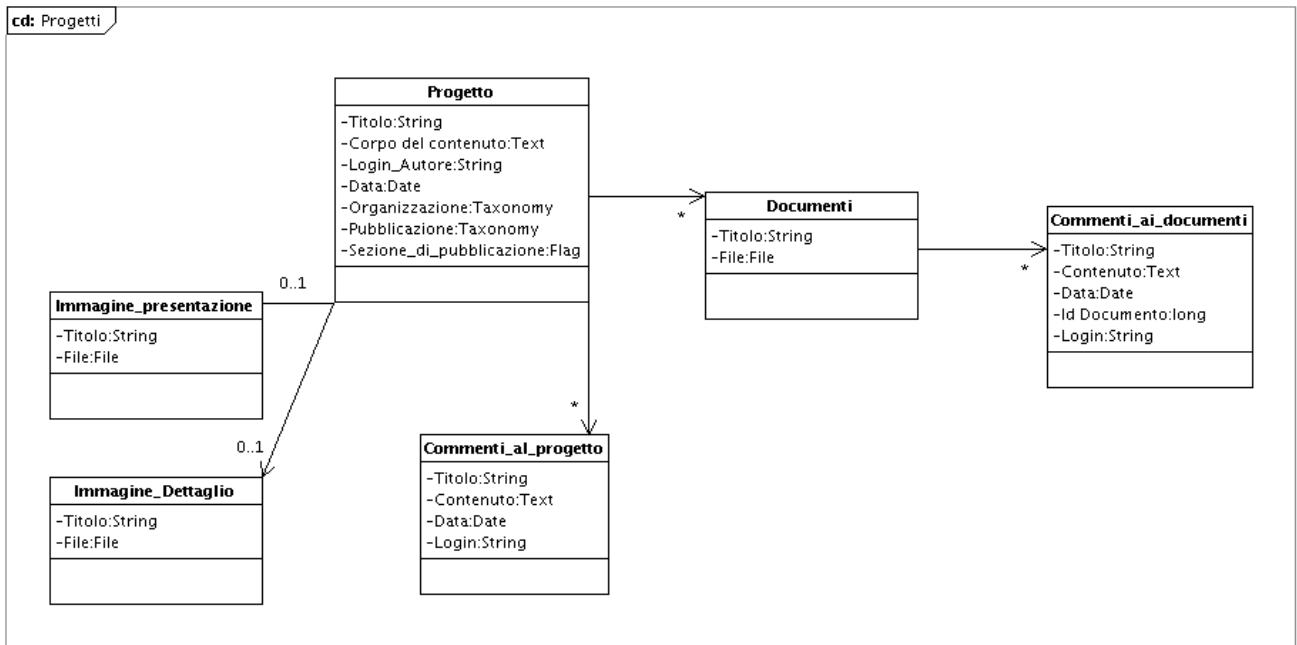 cd: Progetti
Progetto
-Titolo:String
-Corpo del contenuto:Text
-Login_Autore:String
-Data:Date
-Organizzazione:Taxonomy
-Pubblicazione:Taxonomy
-Sezione_di_pubblicazione:Flag
*
Documenti
-Titolo:String
-File:File
*
Commenti_ai_documenti
-Titolo:String
-Contenuto:Text
-Data:Date
-Id Documento:long
-Login:String
0..1
Immagine_presentazione
-Titolo:String
-File:File
0..1
Immagine_Dettaglio
-Titolo:String
-File:File
*
Commenti_al_progetto
-Titolo:String
-Contenuto:Text
-Data:Date
-Login:String